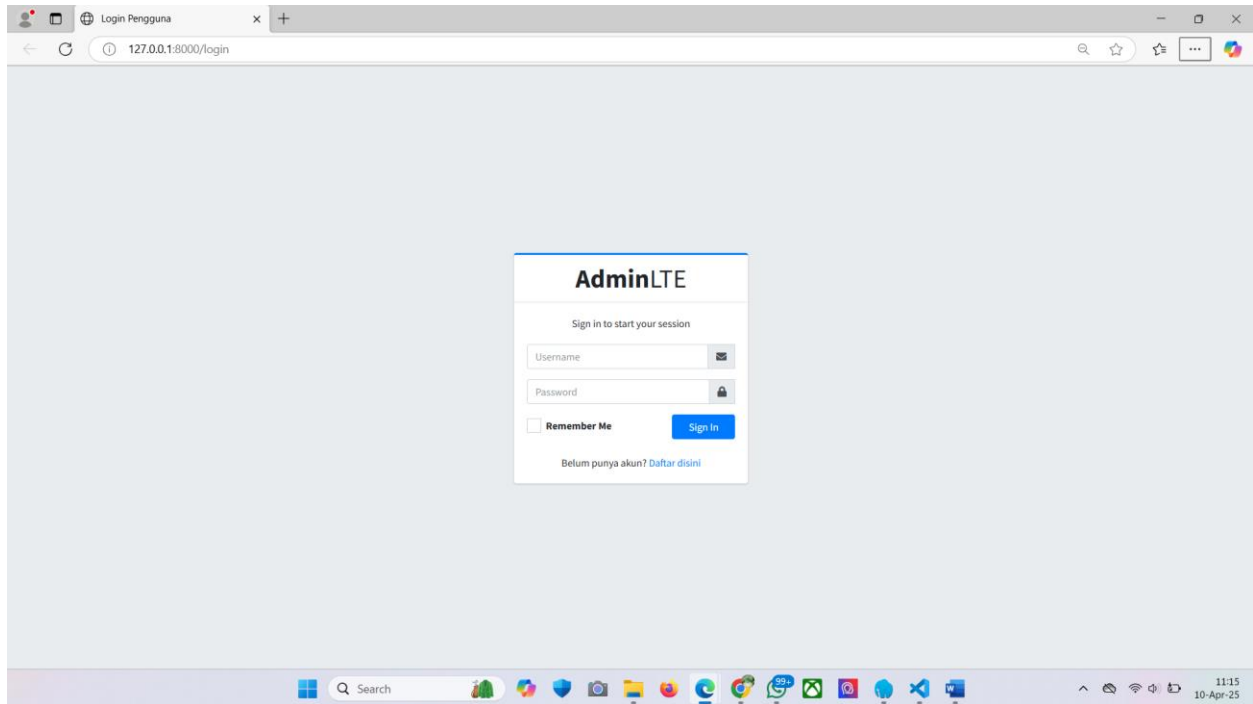 Login Pengguna
127.0.0.1:8000/login
AdminLTE
Sign in to start your session
Username
Password
Remember Me
Sign In
Belum punya akun? Daftar disini
Search
99+
11:15
10-Apr-25